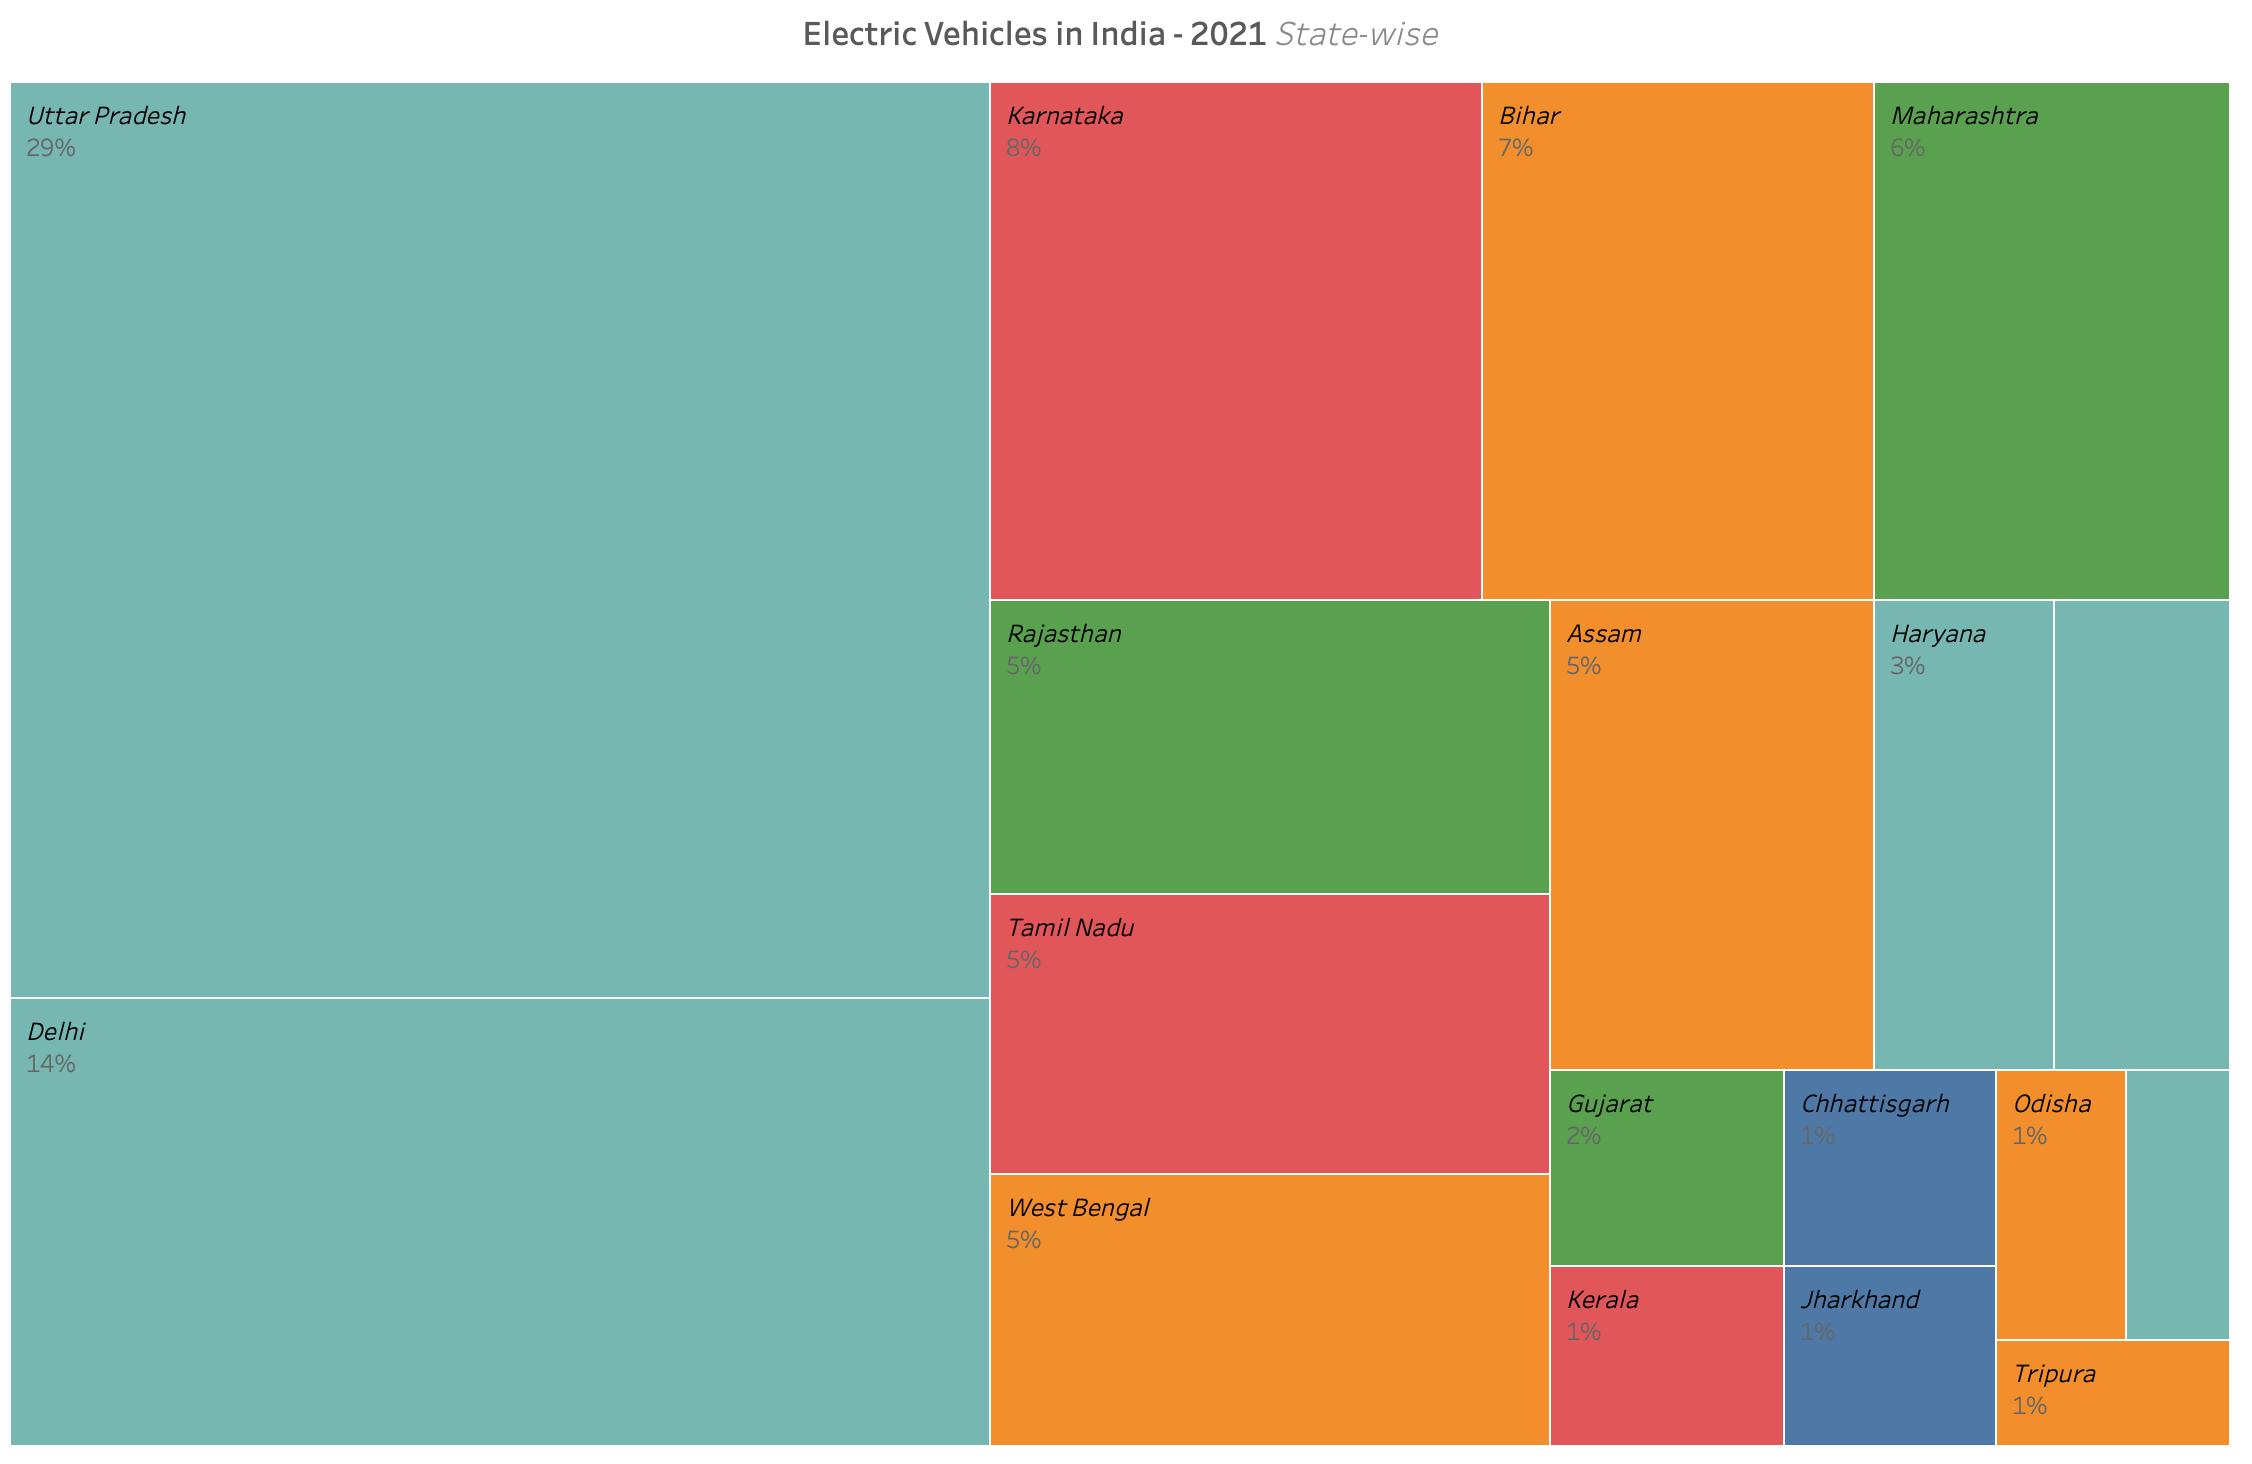 Electric Vehicles in India - 2021 State-wise
Uttar Pradesh
29%
Karnataka
8%
Bihar
7%
Maharashtra
6%
Rajasthan
5%
Assam
5%
Haryana
3%
Tamil Nadu
5%
Delhi
14%
West Bengal
5%
Gujarat
2%
Chhattisgarh
1%
Odisha
1%
Kerala
1%
Jharkhand
1%
Tripura
1%